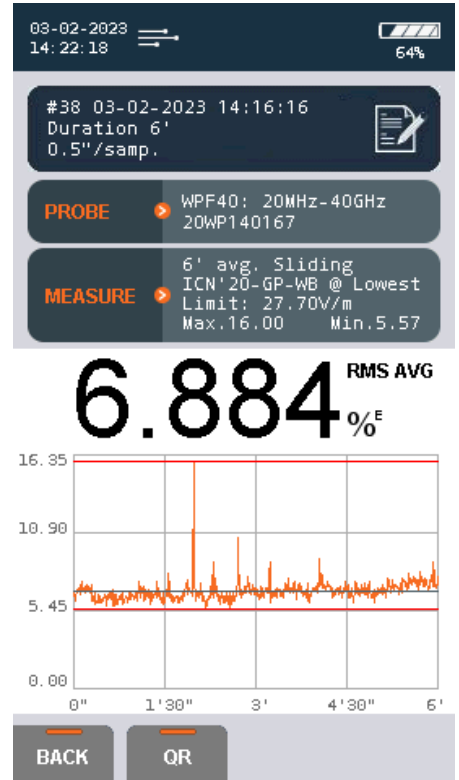 03-02-2023
14:22:18
64%
#38 03-02-2023 14:16:16
Duration 6'
0.5"/samp.
PROBE
WPF40: 20MHz-40GHz
20WP140167
MEASURE
6' avg. Sliding
ICN'20-GP-WB @ Lowest
Limit: 27.70V/m
Max.16.00 Min.5.57
6.884 RMS AVG
%E
16.35
10.90
5.45
0.00
0" 1'30" 3' 4'30" 6'
BACK QR